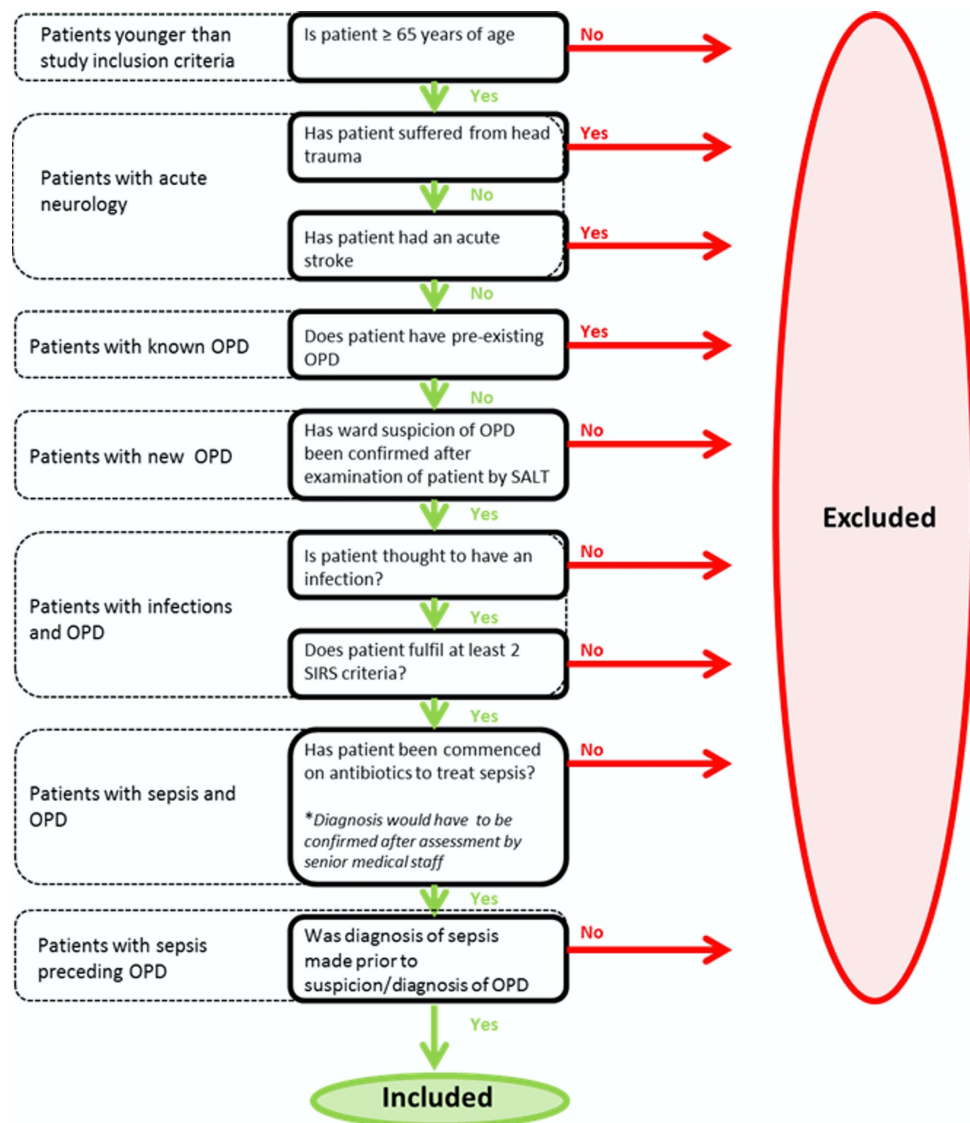 Patients younger than
study inclusion criteria
Is patient ≥ 65 years of age
No
Yes
Patients with acute
neurology
Has patient suffered from head
trauma
Yes
No
Has patient had an acute
stroke
Yes
No
Patients with known OPD
Does patient have pre-existing
OPD
Yes
No
Patients with new OPD
Has ward suspicion of OPD
been confirmed after
examination of patient by SALT
No
Yes
Excluded
Patients with infections
and OPD
Is patient thought to have an
infection?
No
Yes
Does patient fulfil at least 2
SIRS criteria?
No
Yes
Patients with sepsis and
OPD
Has patient been commenced
on antibiotics to treat sepsis?
*Diagnosis would have to be
confirmed after assessment by
senior medical staff
No
Yes
Patients with sepsis
preceding OPD
Was diagnosis of sepsis
made prior to
suspicion/diagnosis of OPD
No
Yes
Included